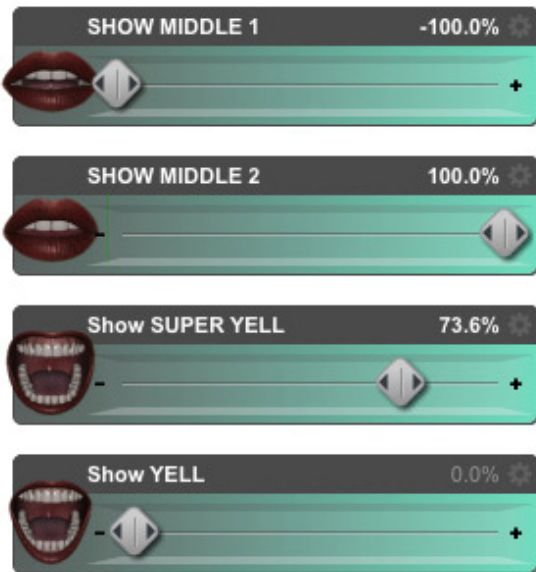 SHOW MIDDLE 1 -100.0%
+
SHOW MIDDLE 2 100.0%
-
Show SUPER YELL 73.6%
- +
Show YELL 0.0%
- +